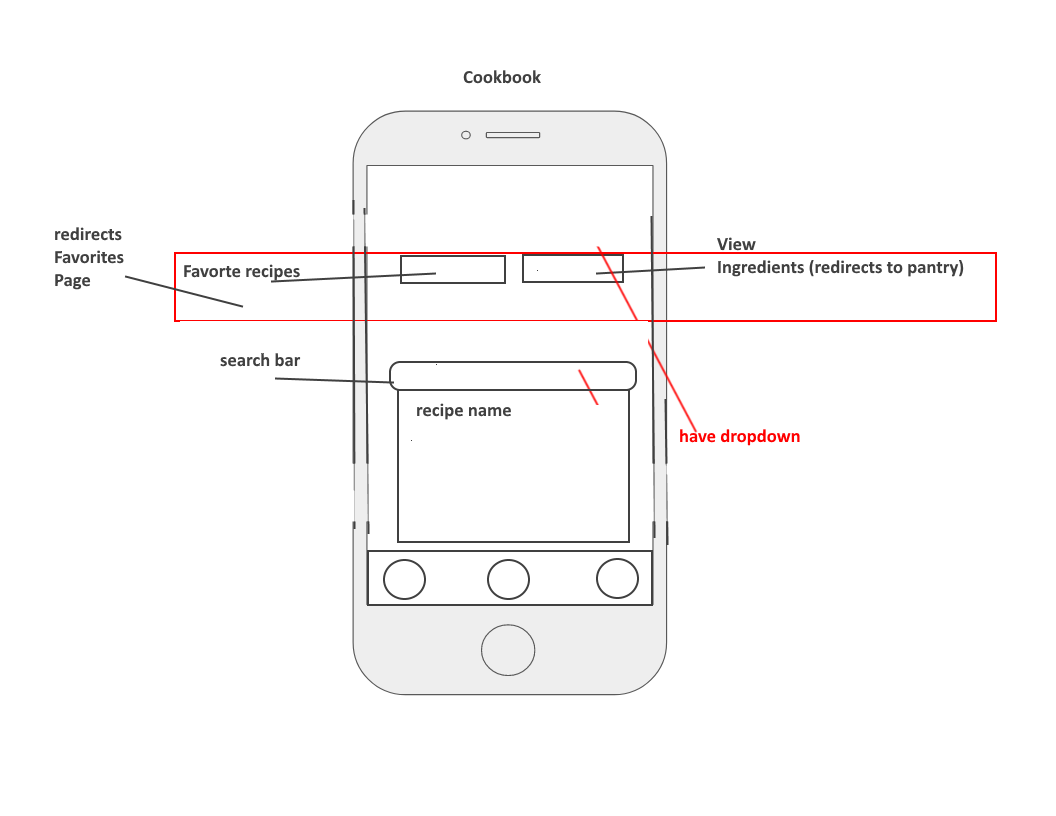 Cookbook
redirects
Favorites
Page
Favorte recipes
View
Ingredients (redirects to pantry)
search bar
recipe name
have dropdown